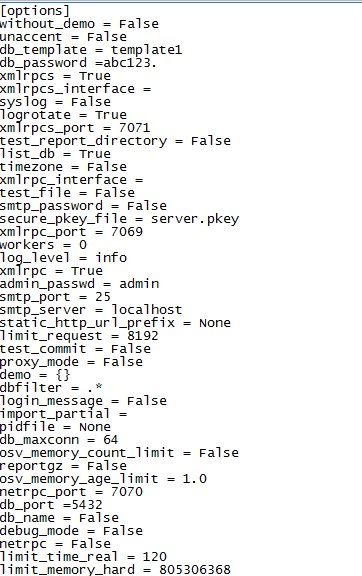 [options]
without_demo = False
unaccent = False
db_template = template1
db_password =abc123.
xmlrpcs = True
xmlrpcs_interface =
syslog = False
logrotate = True
xmlrpcs_port = 7071
test_report_directory = False
list_db = True
timezone = False
xmlrpc_interface =
test_file = False
smtp_password = False
secure_pkey_file = server.pkey
xmlrpc_port = 7069
workers = 0
log_level = info
xmlrpc = True
admin_passwd = admin
smtp_port = 25
smtp_server = localhost
static_http_url_prefix = None
limit_request = 8192
test_commit = False
proxy_mode = False
demo = {}
dbfilter = .*
login_message = False
import_partial =
pidfile = None
db_maxconn = 64
osv_memory_count_limit = False
reportgz = False
osv_memory_age_limit = 1.0
netrpc_port = 7070
db_port =5432
db_name = False
debug_mode = False
netrpc = False
limit_time_real = 120
limit_memory_hard = 805306368